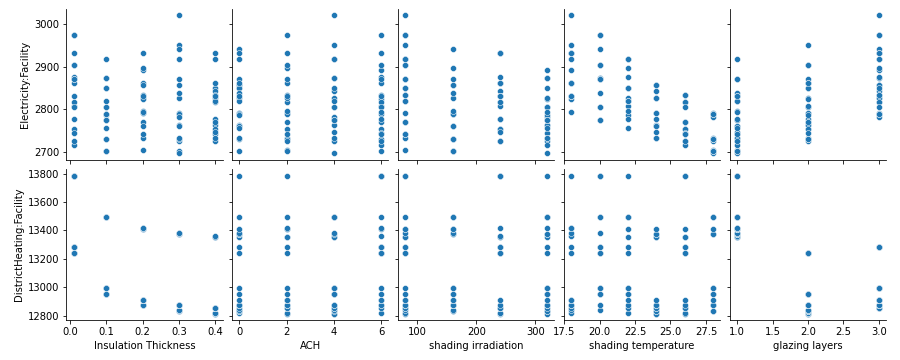 3000
2900
2800
2700
Electricity:Facility
13800
13600
13400
13200
13000
12800
DistrictHeating:Facility
0.0 0.1 0.2 0.3 0.4 0 2 4 6 100 200 300 17.5 20.0 22.5 25.0 27.5 1.0 1.5 2.0 2.5 3.0
Insulation Thickness ACH shading irradiation shading temperature glazing layers